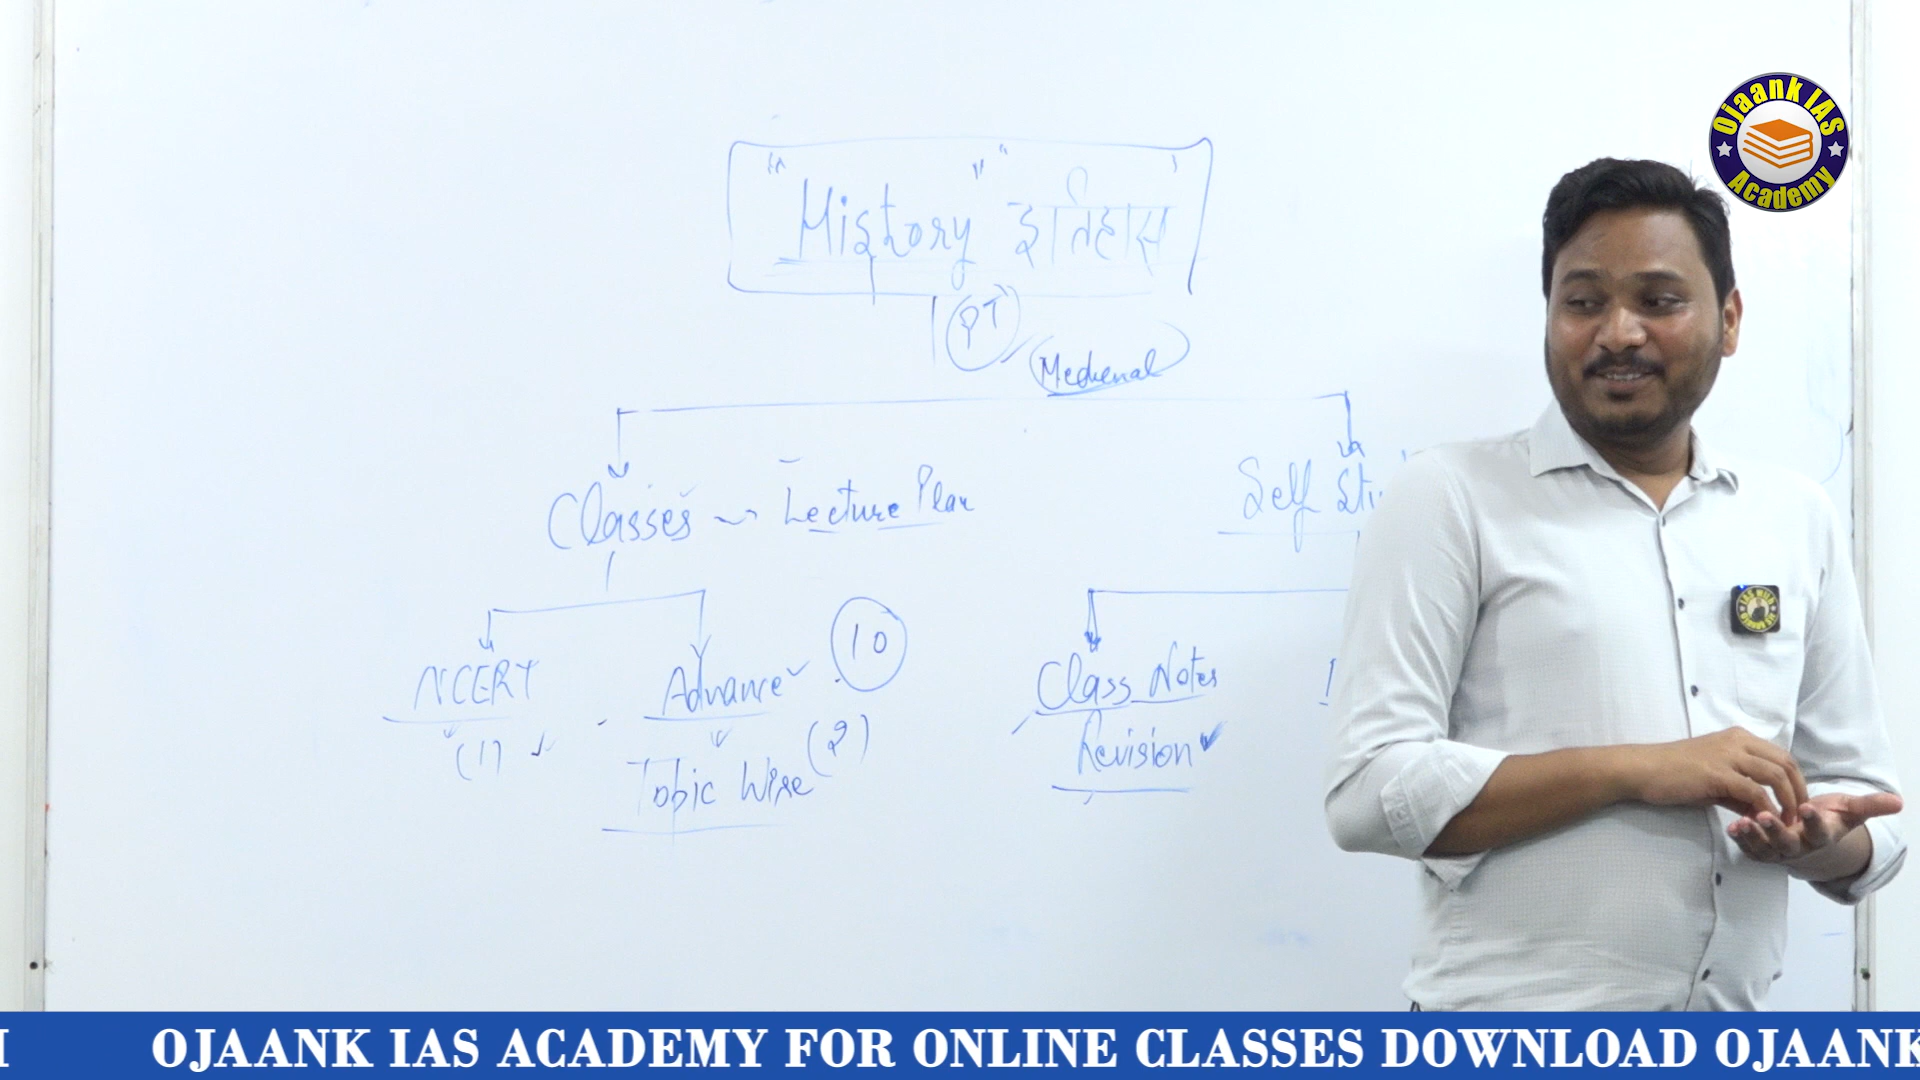 Ojaank IAS
Academy
"History" "इतिहास'
PT
Medieval
Classes → Lecture Plan
Self
NCERT
(1)
Advance
10
Topic Wise (2)
Class Notes
Revision
OJAANK IAS ACADEMY FOR ONLINE CLASSES DOWNLOAD OJAANK